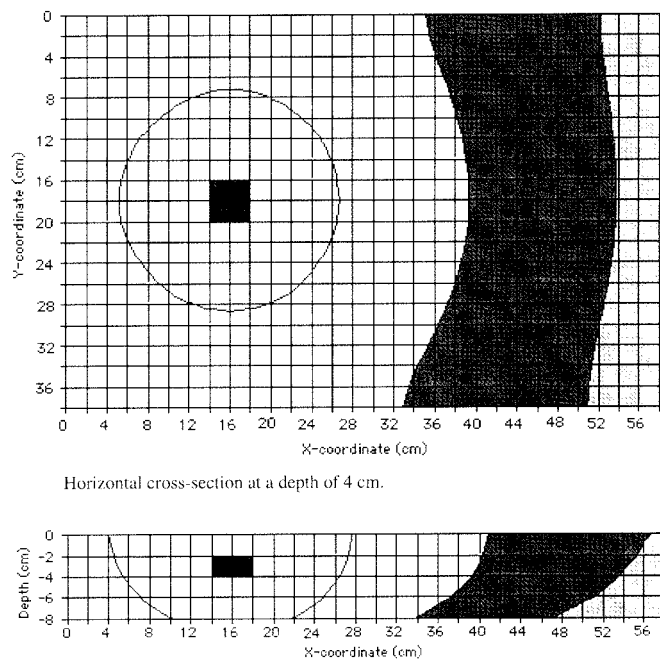 0
4
8
12
16
20
24
28
32
36
Y-coordinate (cm)
0 4 8 12 16 20 24 28 32 36 40 44 48 52 56
X-coordinate (cm)
Horizontal cross-section at a depth of 4 cm.
0
-2
-4
-6
-8
Depth (cm)
0 4 8 12 16 20 24 28 32 36 40 44 48 52 56
X-coordinate (cm)